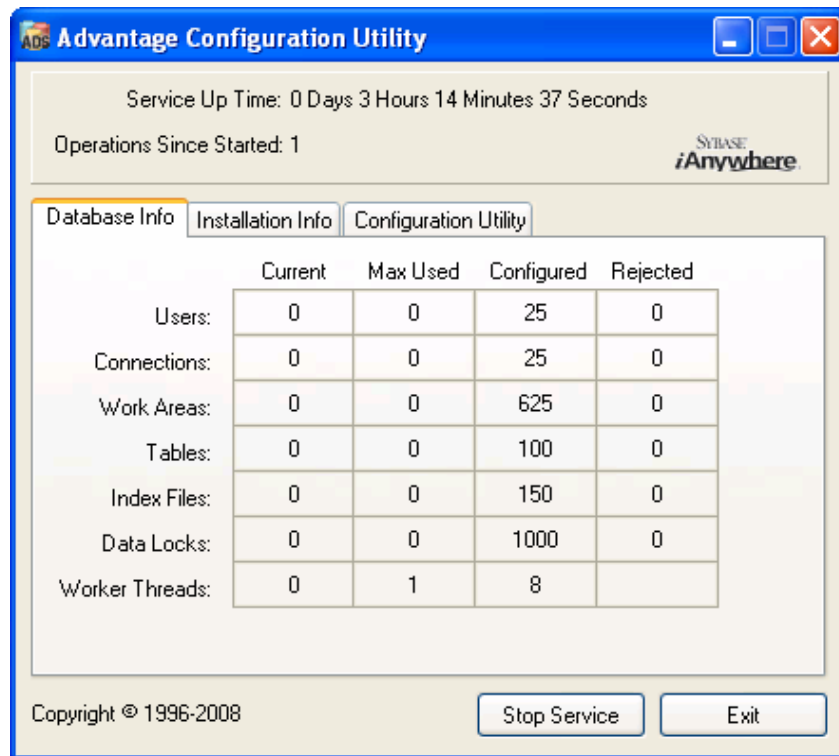 ADS Advantage Configuration Utility
Service Up Time: 0 Days 3 Hours 14 Minutes 37 Seconds
Operations Since Started: 1
SYBASE
iAnywhere
Database Info Installation Info Configuration Utility
Current Max Used Configured Rejected
Users: 0 0 25 0
Connections: 0 0 25 0
Work Areas: 0 0 625 0
Tables: 0 0 100 0
Index Files: 0 0 150 0
Data Locks: 0 0 1000 0
Worker Threads: 0 1 8
Copyright © 1996-2008 Stop Service Exit